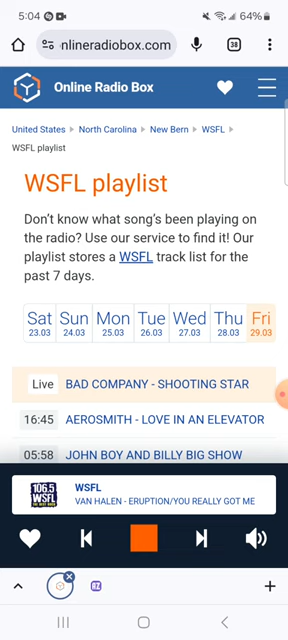 5:04
64%
nlineradiobox.com
38
Online Radio Box
United States ▸ North Carolina ▸ New Bern ▸ WSFL ▸
WSFL playlist
WSFL playlist
Don't know what song's been playing on
the radio? Use our service to find it! Our
playlist stores a WSFL track list for the
past 7 days.
Sat Sun Mon Tue Wed Thu Fri
23.03 24.03 25.03 26.03 27.03 28.03 29.03
Live BAD COMPANY - SHOOTING STAR
16:45 AEROSMITH - LOVE IN AN ELEVATOR
05:58 JOHN BOY AND BILLY BIG SHOW
106.5
WSFL
WSFL
VAN HALEN - ERUPTION/YOU REALLY GOT ME